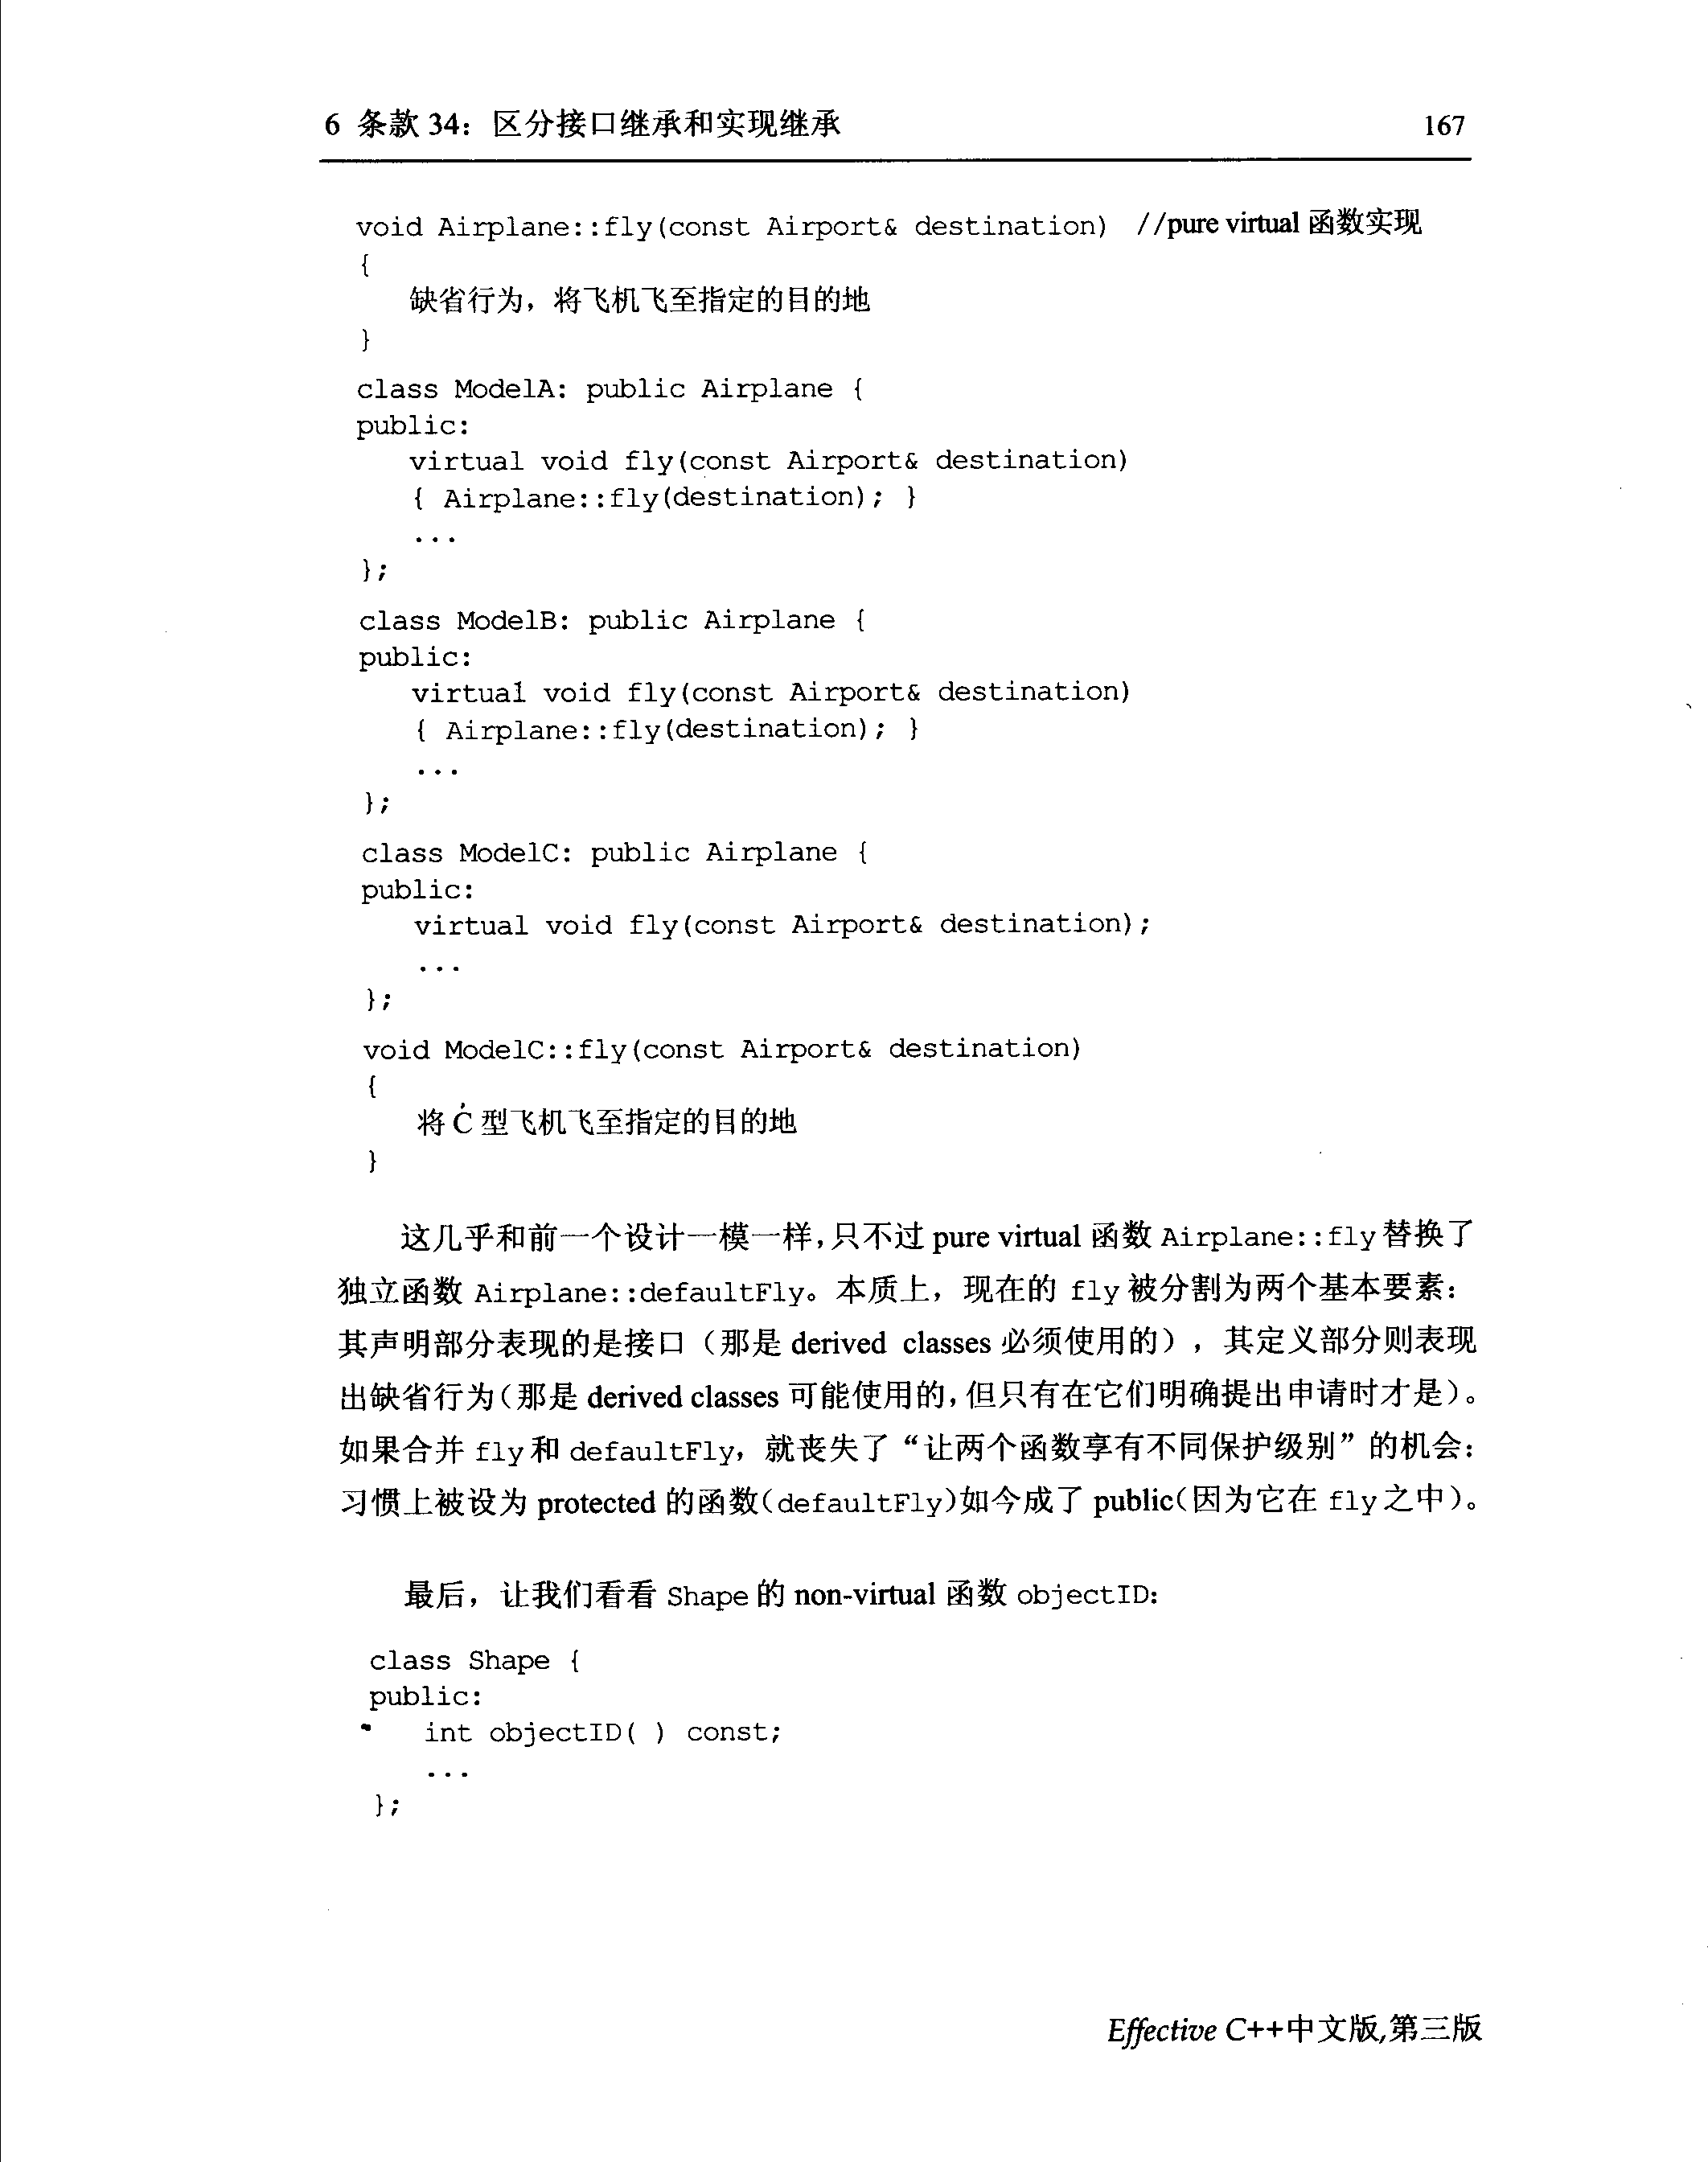 6 条款 34：区分接口继承和实现继承 167
void Airplane::fly(const Airport& destination) //pure virtual 函数实现
{
缺省行为，将飞机飞至指定的目的地
}
class ModelA: public Airplane {
public:
virtual void fly(const Airport& destination)
{ Airplane::fly(destination); }
...
};
class ModelB: public Airplane {
public:
virtual void fly(const Airport& destination)
{ Airplane::fly(destination); }
...
};
class ModelC: public Airplane {
public:
virtual void fly(const Airport& destination);
...
};
void ModelC::fly(const Airport& destination)
{
将 C 型飞机飞至指定的目的地
}
这几乎和前一个设计一模一样，只不过 pure virtual 函数 Airplane::fly 替换了
独立函数 Airplane::defaultFly。本质上，现在的 fly 被分割为两个基本要素：
其声明部分表现的是接口（那是 derived classes 必须使用的），其定义部分则表现
出缺省行为（那是 derived classes 可能使用的，但只有在它们明确提出申请时才是）。
如果合并 fly 和 defaultFly，就丧失了“让两个函数享有不同保护级别”的机会：
习惯上被设为 protected 的函数（defaultFly）如今成了 public（因为它在 fly 之中）。
最后，让我们看看 Shape 的 non-virtual 函数 objectID：
class Shape {
public:
int objectID( ) const;
...
};
Effective C++中文版,第三版